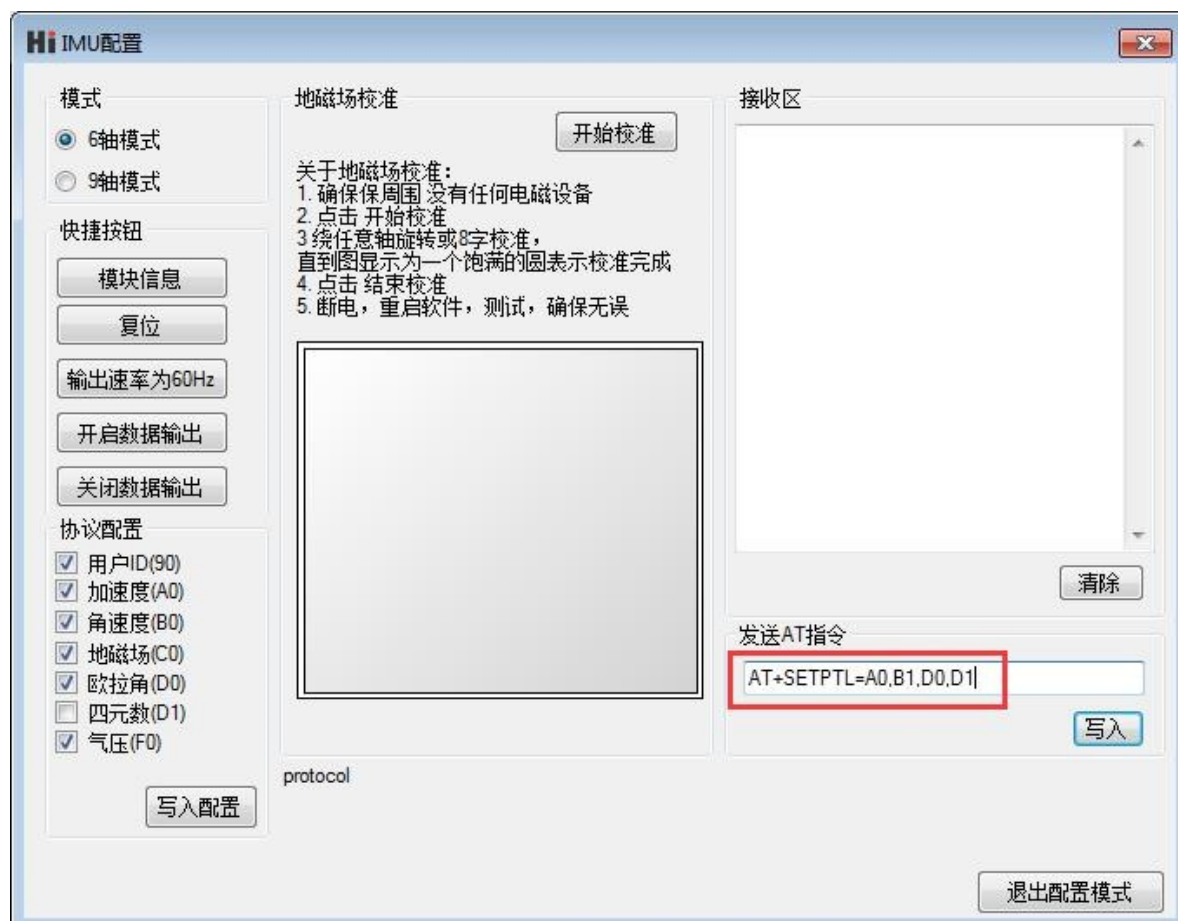 Hi IMU配置
模式
6轴模式
9轴模式
快捷按钮
模块信息
复位
输出速率为60Hz
开启数据输出
关闭数据输出
协议配置
用户ID(90)
加速度(A0)
角速度(B0)
地磁场(C0)
欧拉角(D0)
四元数(D1)
气压(F0)
写入配置
地磁场校准
开始校准
关于地磁场校准:
1. 确保保周围 没有任何电磁设备
2. 点击 开始校准
3 绕任意轴旋转或8字校准，
直到图显示为一个饱满的圆表示校准完成
4. 点击 结束校准
5. 断电，重启软件，测试，确保无误
protocol
接收区
清除
发送AT指令
AT+SETPTL=A0,B1,D0,D1
写入
退出配置模式